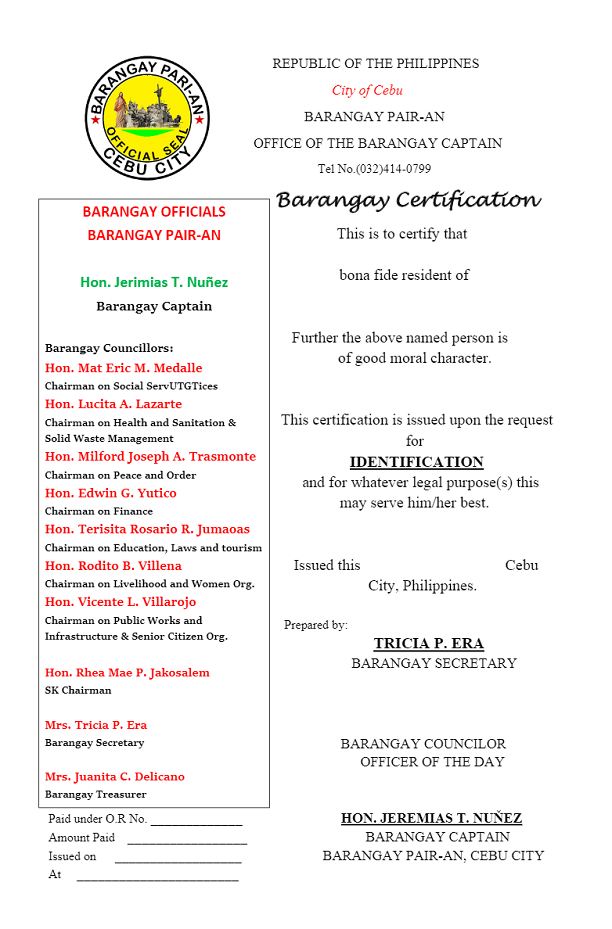 BARANGAY PARI-AN
OFFICIAL SEAL
CEBU CITY
REPUBLIC OF THE PHILIPPINES
City of Cebu
BARANGAY PAIR-AN
OFFICE OF THE BARANGAY CAPTAIN
Tel No.(032)414-0799
BARANGAY OFFICIALS
BARANGAY PAIR-AN
Hon. Jerimias T. Nuñez
Barangay Captain
Barangay Councillors:
Hon. Mat Eric M. Medalle
Chairman on Social ServUTGTices
Hon. Lucita A. Lazarte
Chairman on Health and Sanitation &
Solid Waste Management
Hon. Milford Joseph A. Trasmonte
Chairman on Peace and Order
Hon. Edwin G. Yutico
Chairman on Finance
Hon. Terisita Rosario R. Jumaoas
Chairman on Education, Laws and tourism
Hon. Rodito B. Villena
Chairman on Livelihood and Women Org.
Hon. Vicente L. Villarojo
Chairman on Public Works and
Infrastructure & Senior Citizen Org.
Hon. Rhea Mae P. Jakosalem
SK Chairman
Mrs. Tricia P. Era
Barangay Secretary
Mrs. Juanita C. Delicano
Barangay Treasurer
Paid under O.R No. ______________
Amount Paid __________________
Issued on ___________________
At ________________________
Barangay Certification
This is to certify that
bona fide resident of
Further the above named person is
of good moral character.
This certification is issued upon the request
for
IDENTIFICATION
and for whatever legal purpose(s) this
may serve him/her best.
Issued this Cebu
City, Philippines.
Prepared by:
TRICIA P. ERA
BARANGAY SECRETARY
BARANGAY COUNCILOR
OFFICER OF THE DAY
HON. JEREMIAS T. NUÑEZ
BARANGAY CAPTAIN
BARANGAY PAIR-AN, CEBU CITY